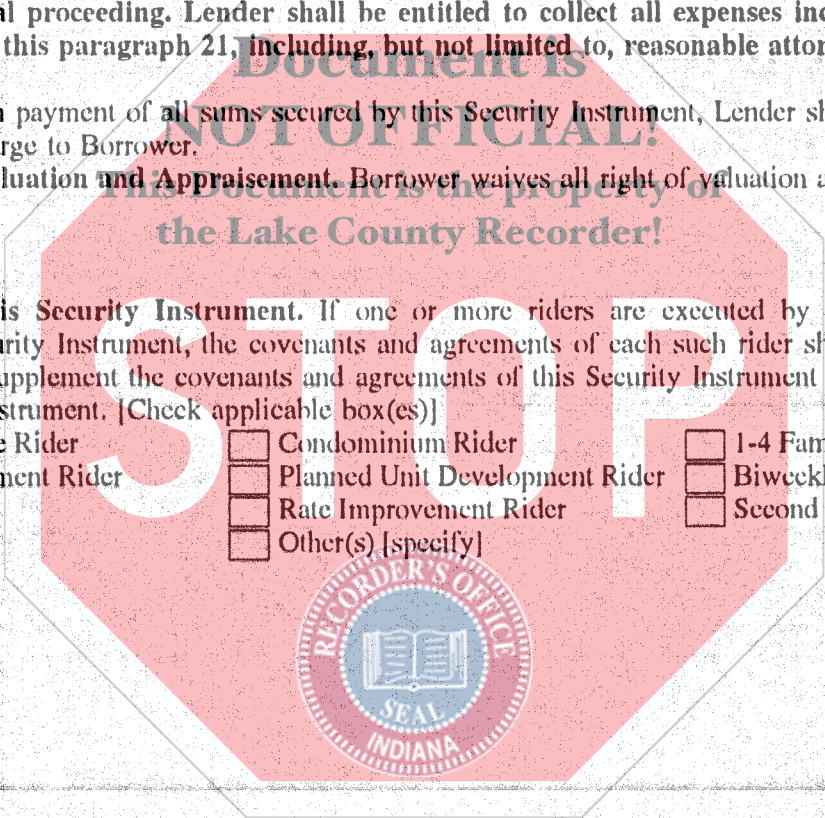 al proceeding. Lender shall be entitled to collect all expenses inc
this paragraph 21, including, but not limited to, reasonable attor
Document is
payment of all sums secured by this Security Instrument, Lender sh
NOT OFFICIAL!
rge to Borrower.
luation and Appraisement. Borrower waives all right of valuation a
This Document is the property of
the Lake County Recorder!
is Security Instrument. If one or more riders are executed by
urity Instrument, the covenants and agreements of each such rider sh
upplement the covenants and agreements of this Security Instrument
strument. [Check applicable box(es)]
STOP
e Rider Condominium Rider 1-4 Fam
ment Rider Planned Unit Development Rider Biweekl
Rate Improvement Rider Second
Other(s) [specify]
RECORDER'S OFFICE
SEAL
INDIANA